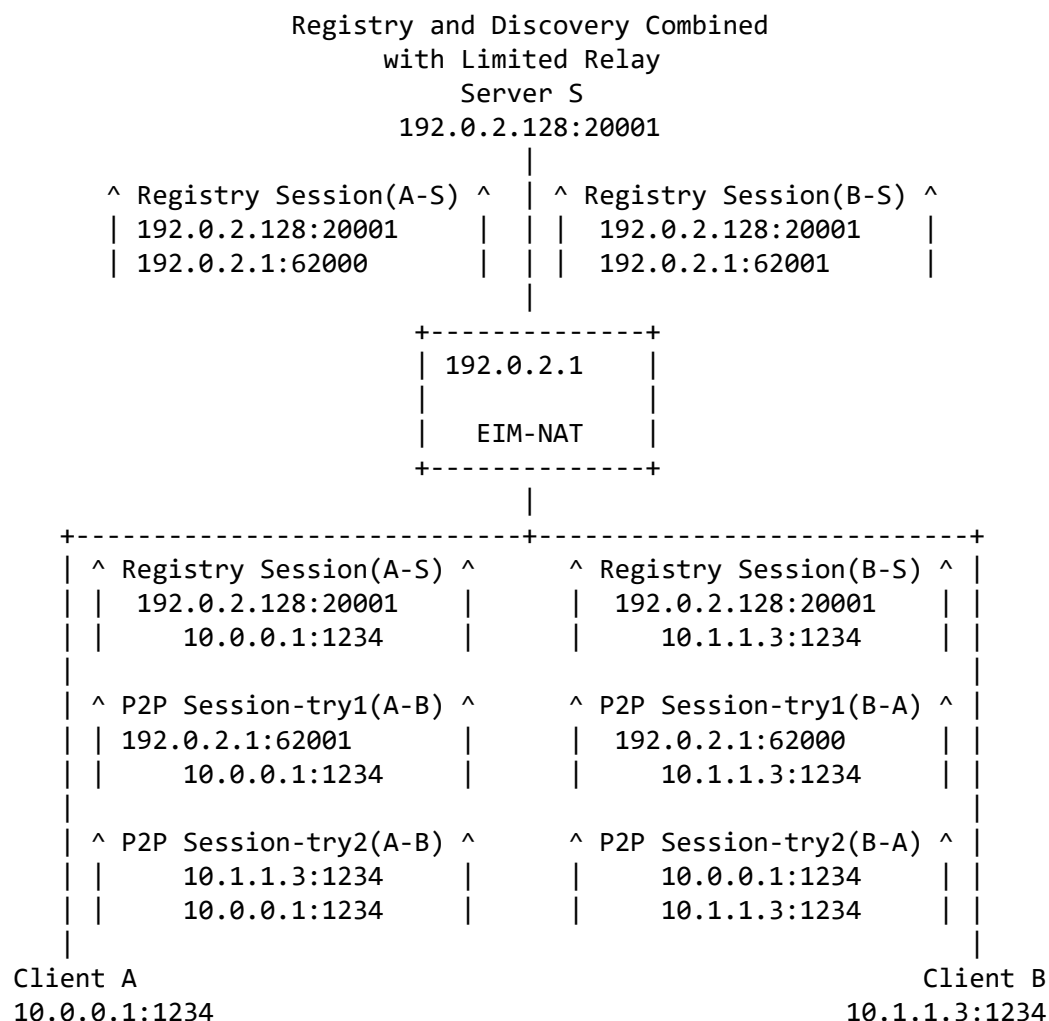 Registry and Discovery Combined
with Limited Relay
Server S
192.0.2.128:20001
|
^ Registry Session(A-S) ^ | ^ Registry Session(B-S) ^
| 192.0.2.128:20001 | | | 192.0.2.128:20001 |
| 192.0.2.1:62000 | | | 192.0.2.1:62001 |
|
+--------------+
| 192.0.2.1 |
| |
| EIM-NAT |
+--------------+
|
+-----------------------------+----------------------------+
| ^ Registry Session(A-S) ^ ^ Registry Session(B-S) ^ |
| | 192.0.2.128:20001 | | 192.0.2.128:20001 | |
| | 10.0.0.1:1234 | | 10.1.1.3:1234 | |
| |
| ^ P2P Session-try1(A-B) ^ ^ P2P Session-try1(B-A) ^ |
| | 192.0.2.1:62001 | | 192.0.2.1:62000 | |
| | 10.0.0.1:1234 | | 10.1.1.3:1234 | |
| |
| ^ P2P Session-try2(A-B) ^ ^ P2P Session-try2(B-A) ^ |
| | 10.1.1.3:1234 | | 10.0.0.1:1234 | |
| | 10.0.0.1:1234 | | 10.1.1.3:1234 | |
| |
Client A Client B
10.0.0.1:1234 10.1.1.3:1234